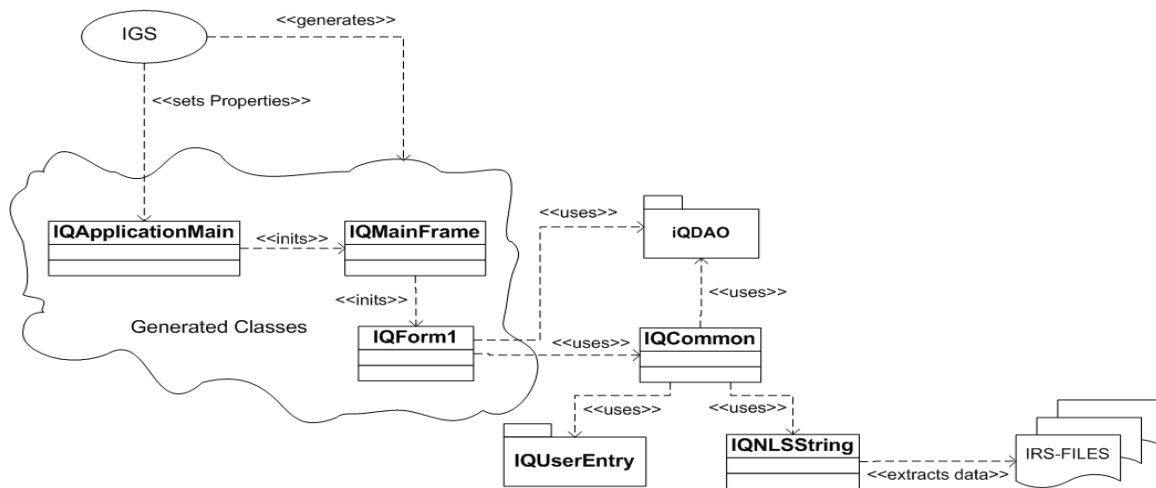 <<generates>>
IGS
<<sets Properties>>
IQApplicationMain
<<inits>>
IQMainFrame
<<uses>>
iQDAO
<<inits>>
<<uses>>
Generated Classes
IQForm1
<<uses>>
IQCommon
<<uses>>
<<uses>>
IQUserEntry
IQNLSString
<<extracts data>>
IRS-FILES